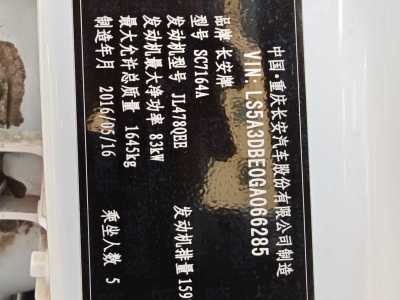 中国·重庆长安汽车股份有限公司制造
VIN: LS5A3DBE0GA066285
品牌 长安牌
型号 SC7164A
发动机型号 JL478QEE 发动机排量 159
发动机最大净功率 83kW
最大允许总质量 1645kg
制造年月 2016/05/16 乘坐人数 5